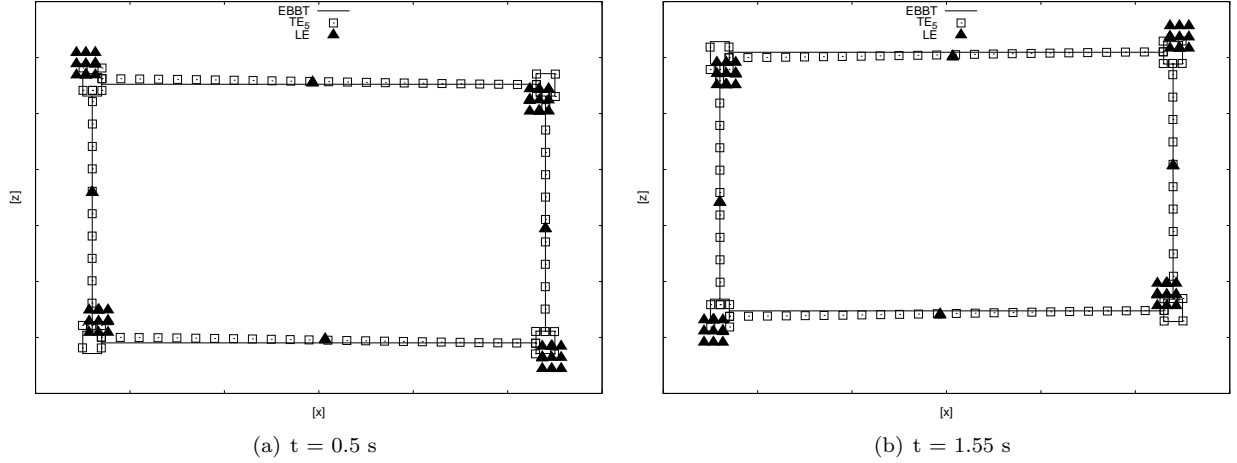 EBBT
TE5
LE
[z]
[x]
(a) t = 0.5 s
EBBT
TE5
LE
[z]
[x]
(b) t = 1.55 s